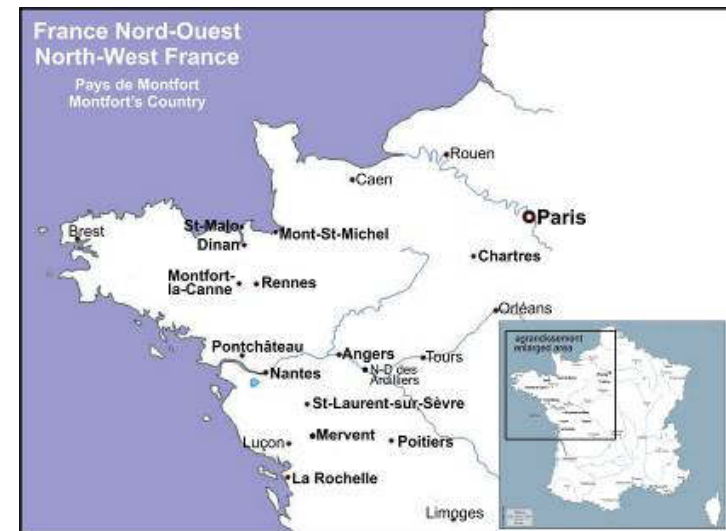 France Nord-Ouest
North-West France
Pays de Montfort
Montfort's Country
Rouen
Caen
Paris
Brest
St-Malo
Dinan
Mont-St-Michel
Chartres
Montfort-
la-Canne
Rennes
Orléans
Pontchâteau
Angers
Tours
N-D des
Ardilliers
Nantes
St-Laurent-sur-Sèvre
Luçon
Mervent
Poitiers
La Rochelle
Limoges
agrandissement
enlarged area